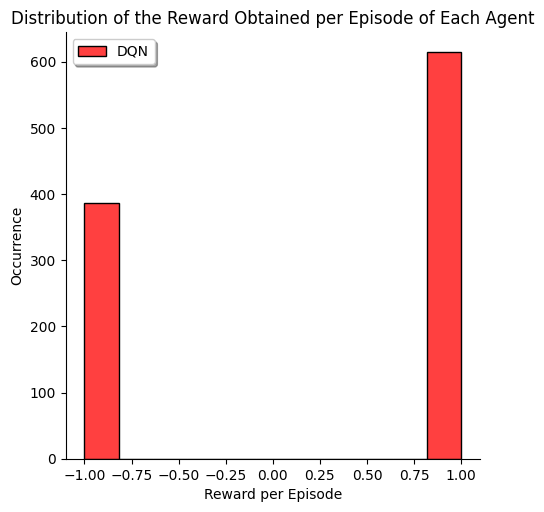 Distribution of the Reward Obtained per Episode of Each Agent
DQN
600
500
400
300
200
100
0
Occurrence
−1.00 −0.75 −0.50 −0.25 0.00 0.25 0.50 0.75 1.00
Reward per Episode